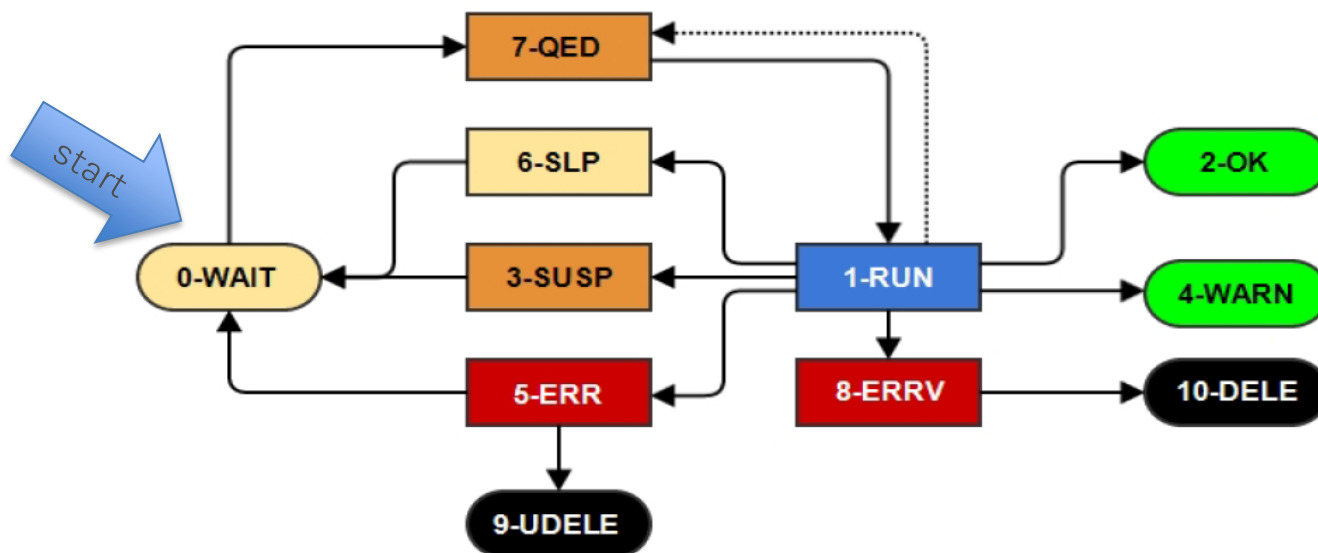 7-QED
start
6-SLP
2-OK
0-WAIT
3-SUSP
1-RUN
4-WARN
5-ERR
8-ERRV
10-DELE
9-UDELE